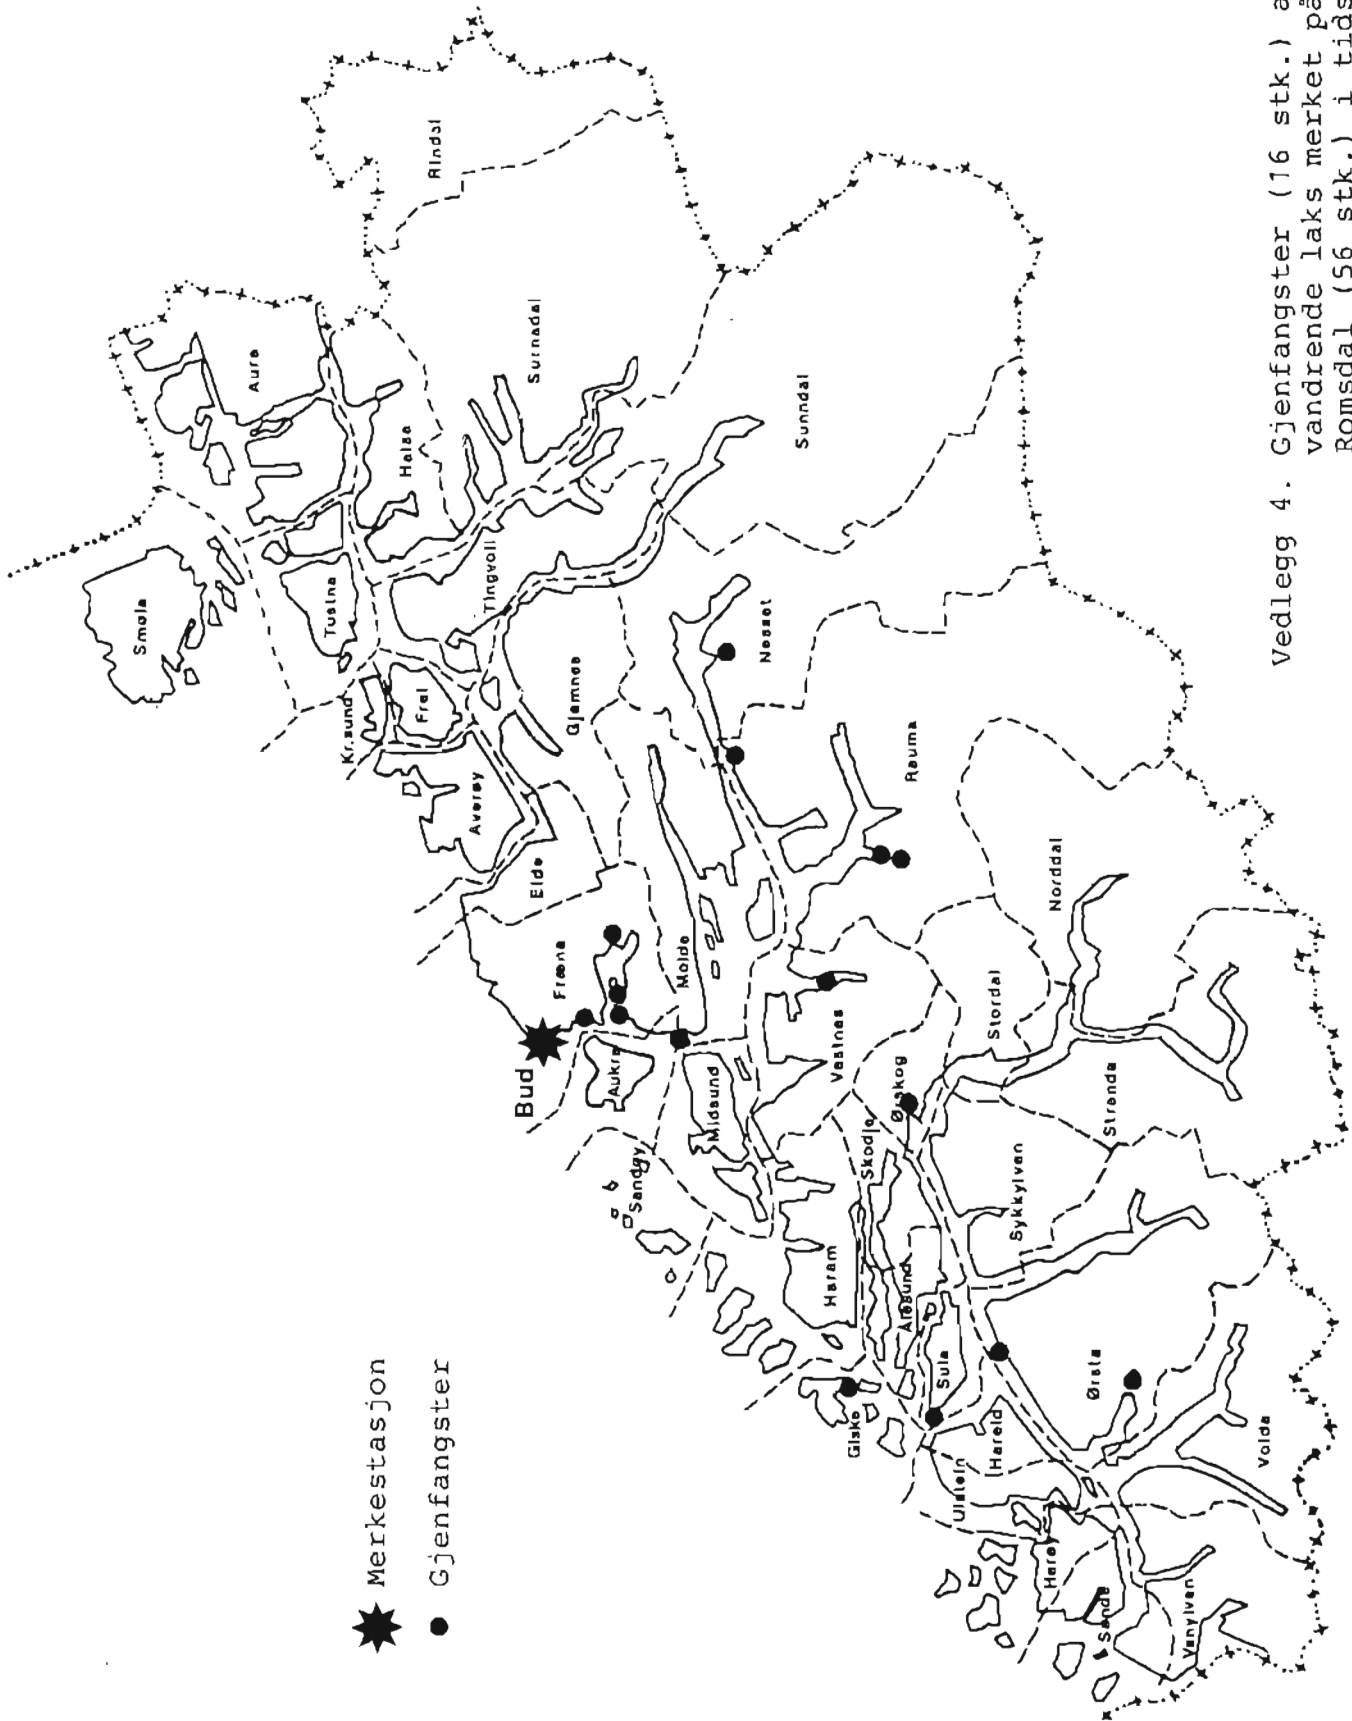 Merkestasjon
Gjenfangster
Bud
Smøla
Tustna
Aure
Halsa
Rindal
Surnadal
Sunndal
Tingvoll
Kr.sund
Frei
Averøy
Gjemnes
Eide
Nesset
Fræna
Molde
Rauma
Aukra
Midsund
Sandøy
Vestnes
Norddal
Stordal
Ørskog
Skodje
Stranda
Sykkylven
Haram
Ålesund
Giske
Sula
Hareid
Ulstein
Ørsta
Volda
Herøy
Sande
Vanylven
Vedlegg 4. Gjenfangster (16 stk.) a
vandrende laks merket på
Romsdal (56 stk.) i tids